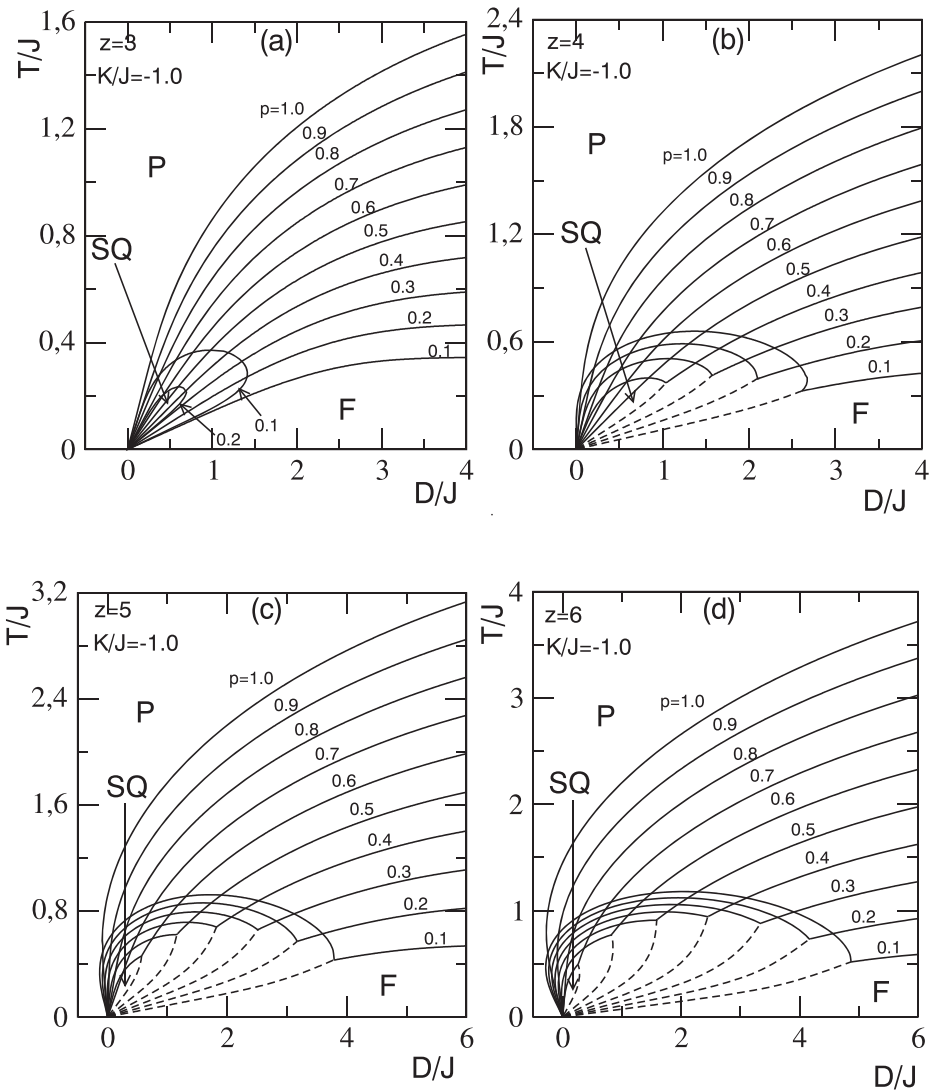 1,6
T/J
z=3
(a)
K/J=-1.0
1,2
p=1.0
0.9
0.8
P
0.7
0,8
0.6
SQ
0.5
0.4
0.3
0,4
0.2
0.1
F
0.2
0.1
0
0
1
2
3
4
D/J
2,4
T/J
z=4
(b)
K/J=-1.0
1,8
P
p=1.0
0.9
0.8
0.7
1,2
SQ
0.6
0.5
0.4
0.3
0,6
0.2
0.1
F
0
0
1
2
3
4
D/J
3,2
T/J
z=5
(c)
K/J=-1.0
p=1.0
2,4
P
0.9
0.8
0.7
0.6
1,6
SQ
0.5
0.4
0.3
0,8
0.2
0.1
F
0
0
2
4
6
D/J
4
T/J
z=6
(d)
K/J=-1.0
3
P
p=1.0
0.9
0.8
0.7
SQ
0.6
2
0.5
0.4
0.3
1
0.2
0.1
F
0
0
2
4
6
D/J